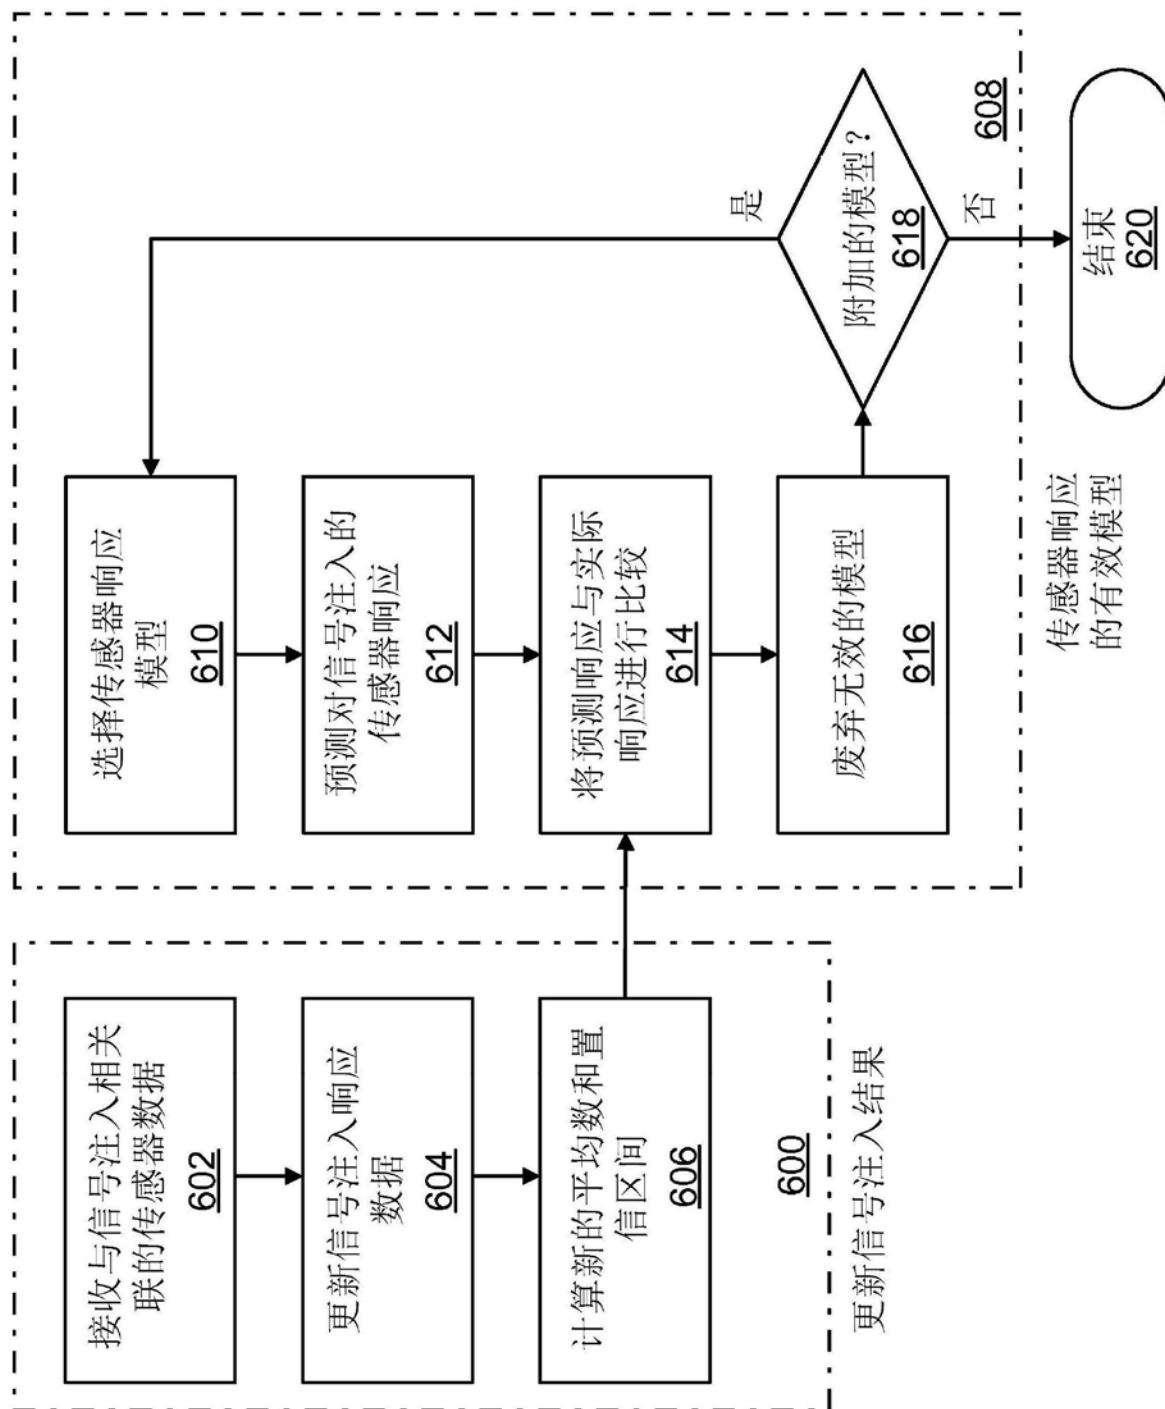 接收与信号注入相关
联的传感器数据
602
更新信号注入响应
数据
604
计算新的平均数和置
信区间
606
600
更新信号注入结果
选择传感器响应
模型
610
预测对信号注入的
传感器响应
612
将预测响应与实际
响应进行比较
614
废弃无效的模型
616
附加的模型?
618
是
否
608
传感器响应
的有效模型
结束
620